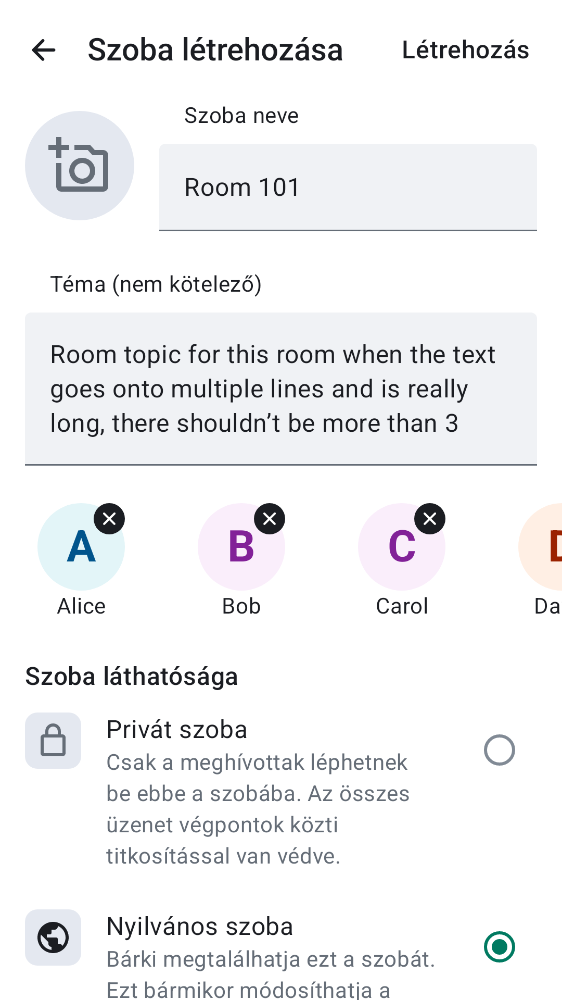 Szoba létrehozása
Létrehozás
Szoba neve
Room 101
Téma (nem kötelező)
Room topic for this room when the text
goes onto multiple lines and is really
long, there shouldn’t be more than 3
A
B
C
Alice
Bob
Carol
Da
Szoba láthatósága
Privát szoba
Csak a meghívottak léphetnek
be ebbe a szobába. Az összes
üzenet végpontok közti
titkosítással van védve.
Nyilvános szoba
Bárki megtalálhatja ezt a szobát.
Ezt bármikor módosíthatja a